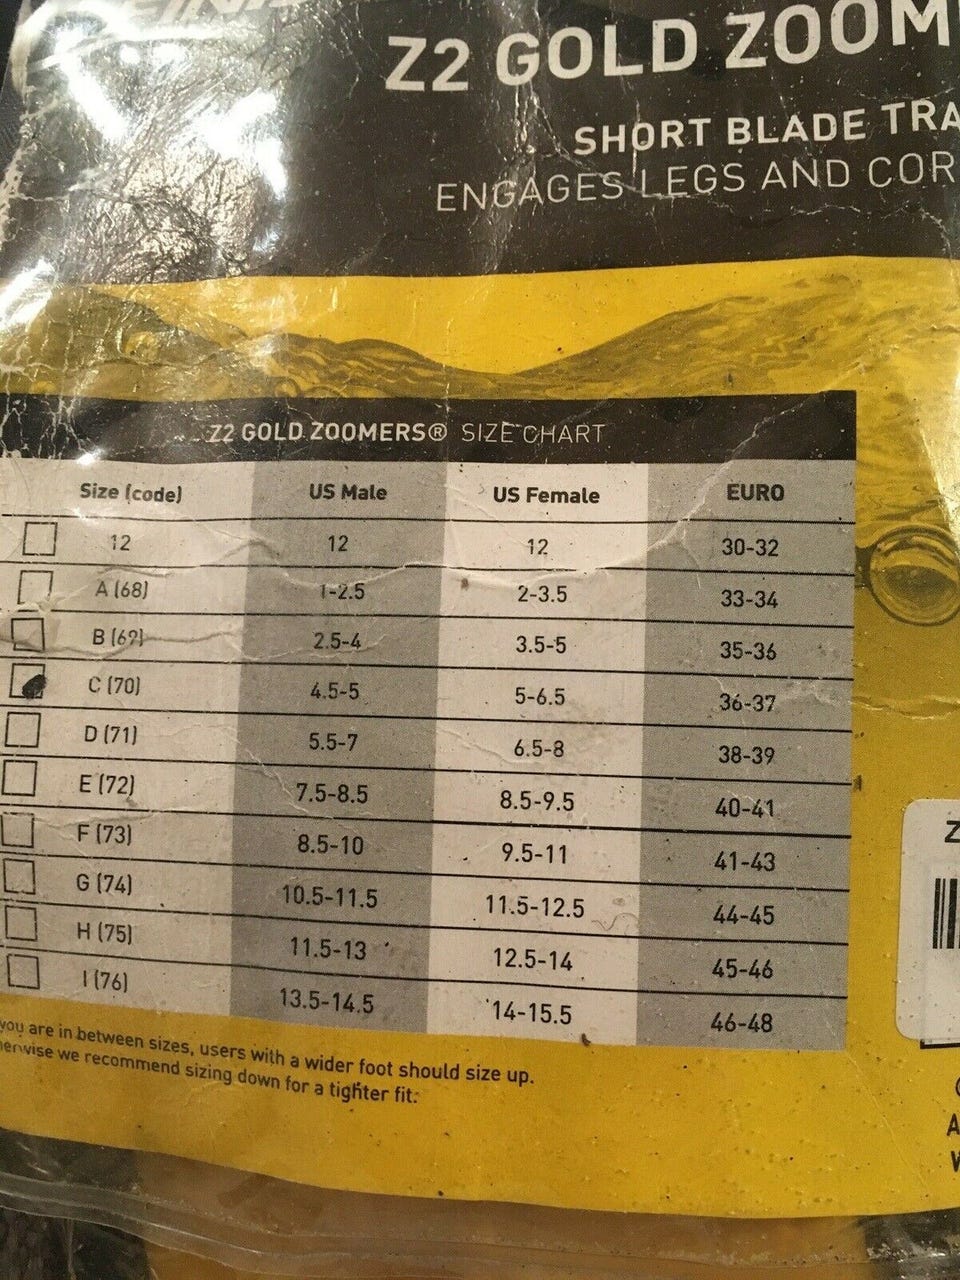 Z2 GOLD ZOOM
SHORT BLADE TRA
ENGAGES LEGS AND COR
Z2 GOLD ZOOMERS® SIZE CHART
Size (code) US Male US Female EURO
12 12 12 30-32
A (68) 1-2.5 2-3.5 33-34
B (69) 2.5-4 3.5-5 35-36
C (70) 4.5-5 5-6.5 36-37
D (71) 5.5-7 6.5-8 38-39
E (72) 7.5-8.5 8.5-9.5 40-41
F (73) 8.5-10 9.5-11 41-43
G (74) 10.5-11.5 11.5-12.5 44-45
H (75) 11.5-13 12.5-14 45-46
I (76) 13.5-14.5 14-15.5 46-48
you are in between sizes, users with a wider foot should size up.
erwise we recommend sizing down for a tighter fit.
Z
A
W